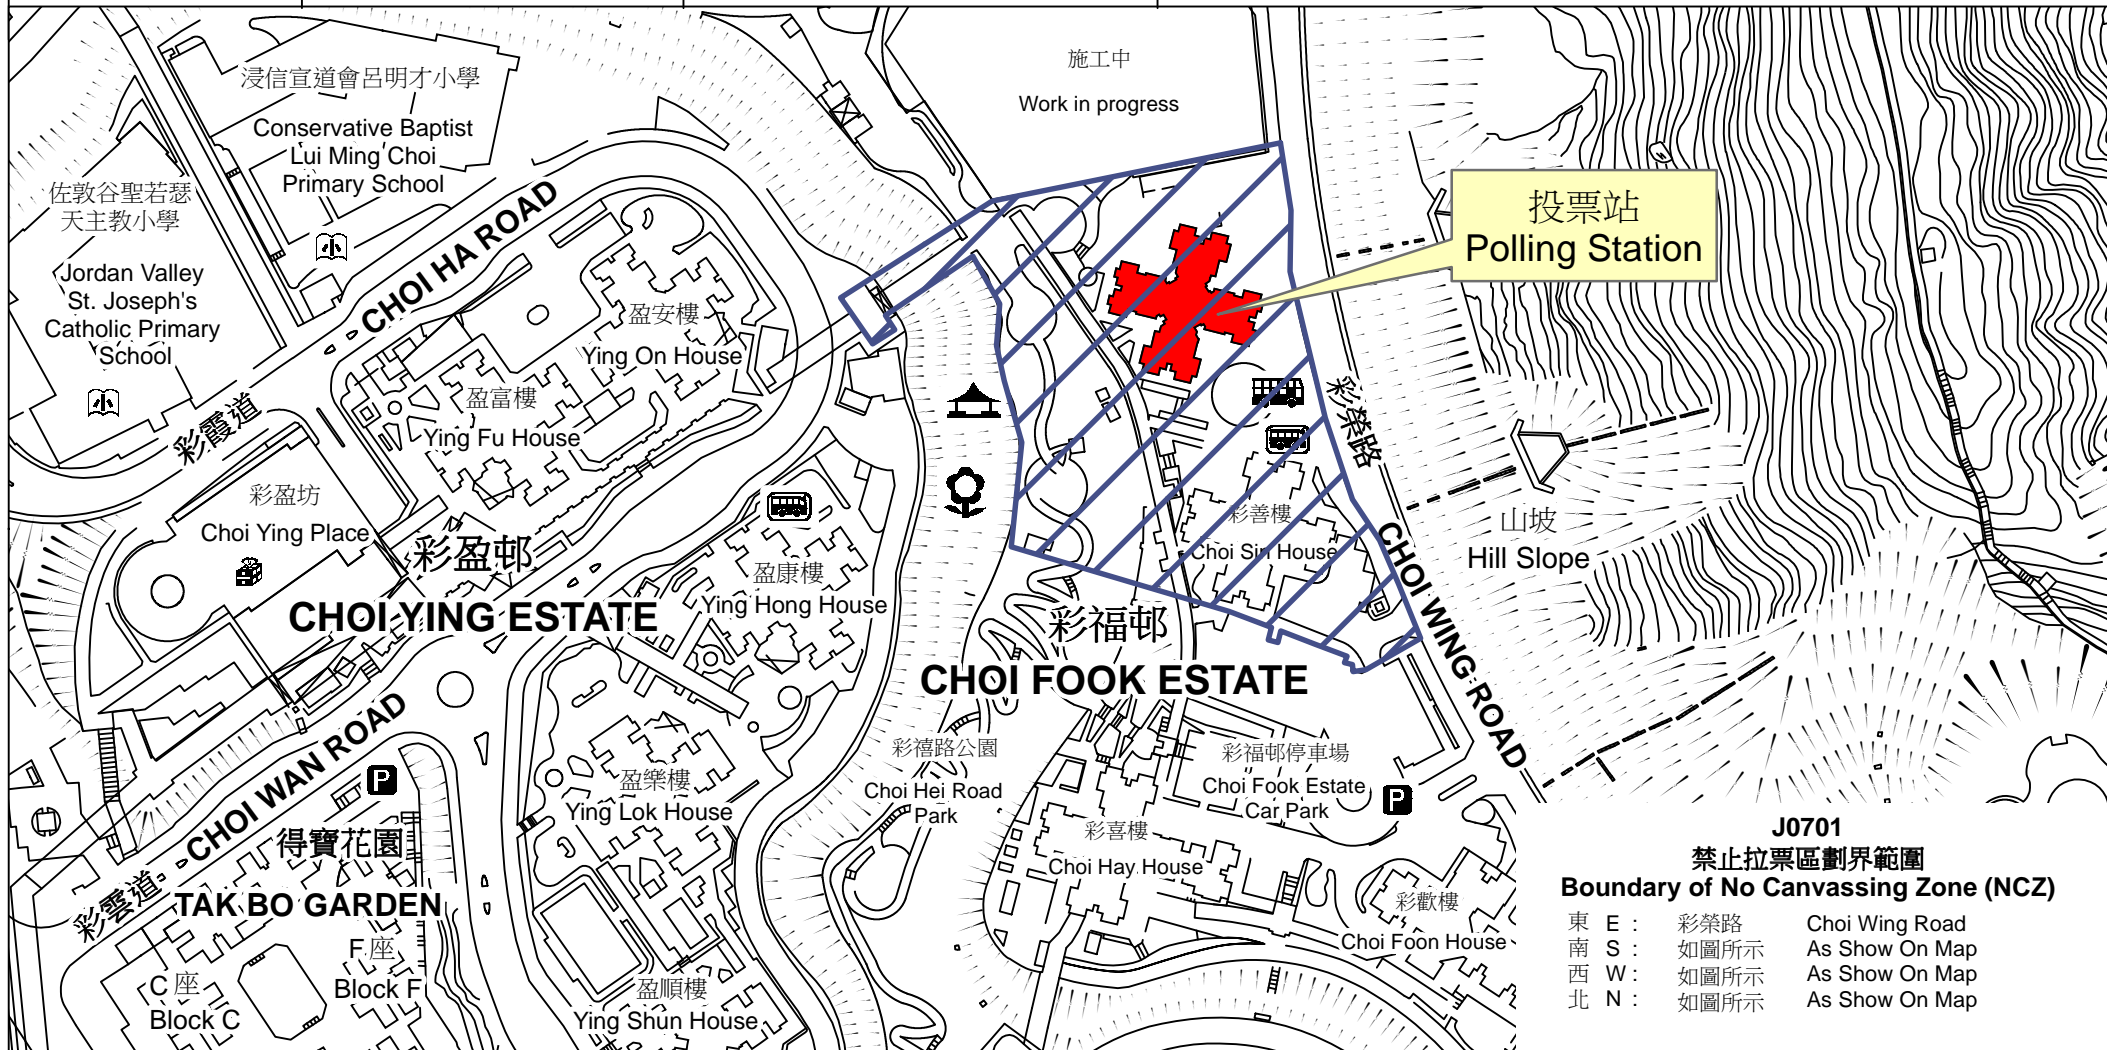 施工中
Work in progress
浸信宣道會呂明才小學
Conservative Baptist
Lui Ming Choi
Primary School
佐敦谷聖若瑟
天主教小學
Jordan Valley
St. Joseph's
Catholic Primary
School
小
小
CHOI HA ROAD
彩霞道
投票站
Polling Station
盈安樓
Ying On House
盈富樓
Ying Fu House
彩盈坊
Choi Ying Place
彩盈邨
CHOI YING ESTATE
盈康樓
Ying Hong House
彩榮路
CHOI WING ROAD
彩善樓
Choi Sin House
山坡
Hill Slope
彩福邨
CHOI FOOK ESTATE
CHOI WAN ROAD
彩雲道
P
得寶花園
TAK BO GARDEN
盈樂樓
Ying Lok House
彩禧路公園
Choi Hei Road
Park
彩福邨停車場
Choi Fook Estate
Car Park
P
彩喜樓
Choi Hay House
彩歡樓
Choi Foon House
F 座
Block F
C 座
Block C
盈順樓
Ying Shun House
J0701
禁止拉票區劃界範圍
Boundary of No Canvassing Zone (NCZ)
東 E : 彩榮路 Choi Wing Road
南 S : 如圖所示 As Show On Map
西 W : 如圖所示 As Show On Map
北 N : 如圖所示 As Show On Map